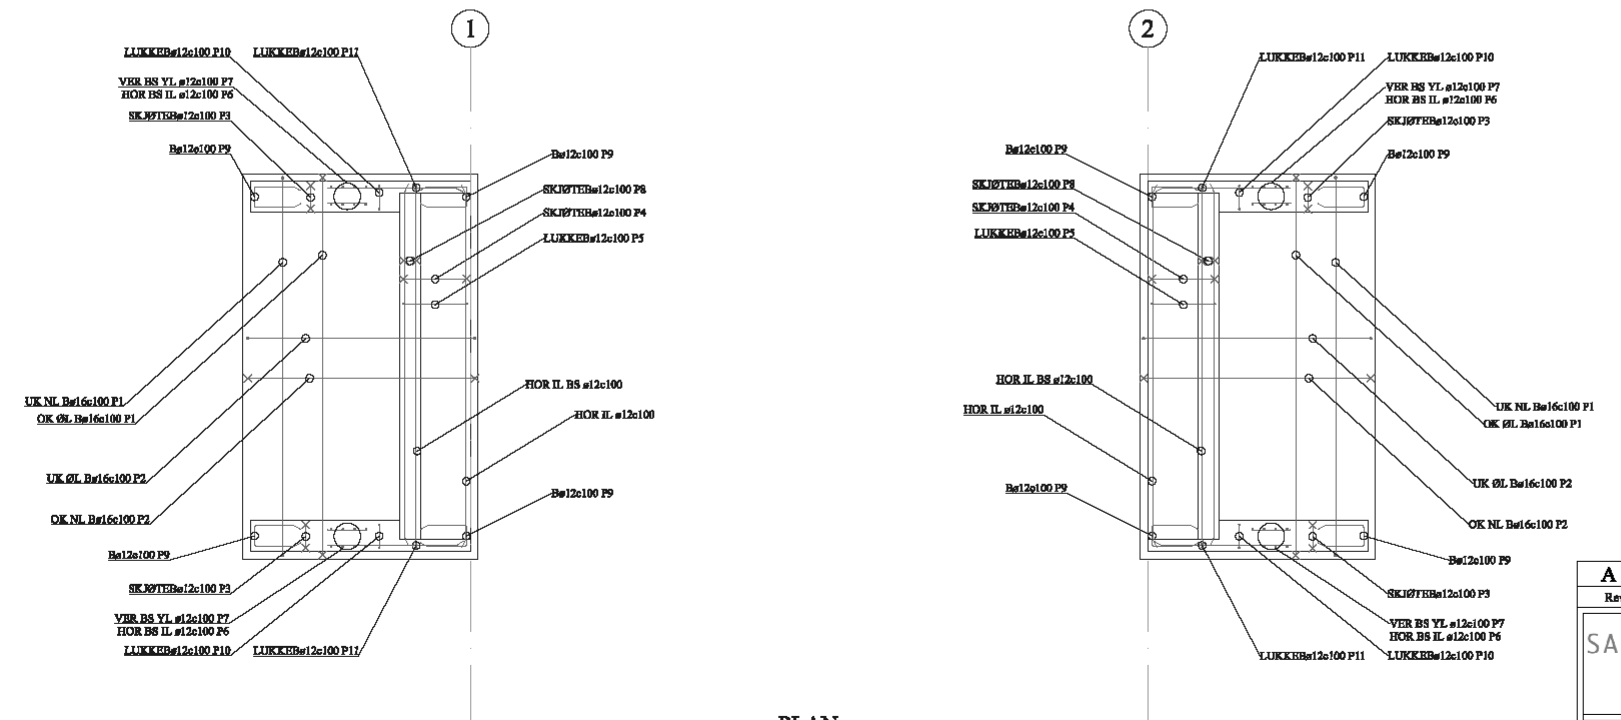 1
LUKKEBø12c100 P10
LUKKEBø12c100 P11
VER BS YL ø12c100 P7
HOR BS IL ø12c100 P6
SKJØTEBø12c100 P3
Bø12c100 P9
Bø12c100 P9
SKJØTEBø12c100 P8
SKJØTEBø12c100 P4
LUKKEBø12c100 P5
HOR IL BS ø12c100
UK NL Bø16c100 P1
OK ØL Bø16c100 P1
HOR IL ø12c100
UK ØL Bø16c100 P2
Bø12c100 P9
OK NL Bø16c100 P2
Bø12c100 P9
SKJØTEBø12c100 P3
VER BS YL ø12c100 P7
HOR BS IL ø12c100 P6
LUKKEBø12c100 P10
LUKKEBø12c100 P11
2
LUKKEBø12c100 P11
LUKKEBø12c100 P10
VER BS YL ø12c100 P7
HOR BS IL ø12c100 P6
SKJØTEBø12c100 P3
Bø12c100 P9
Bø12c100 P9
SKJØTEBø12c100 P8
SKJØTEBø12c100 P4
LUKKEBø12c100 P5
HOR IL BS ø12c100
HOR IL ø12c100
UK NL Bø16c100 P1
OK ØL Bø16c100 P1
Bø12c100 P9
UK ØL Bø16c100 P2
OK NL Bø16c100 P2
Bø12c100 P9
SKJØTEBø12c100 P3
VER BS YL ø12c100 P7
HOR BS IL ø12c100 P6
LUKKEBø12c100 P11
LUKKEBø12c100 P10
PLAN
A
Rev
SA